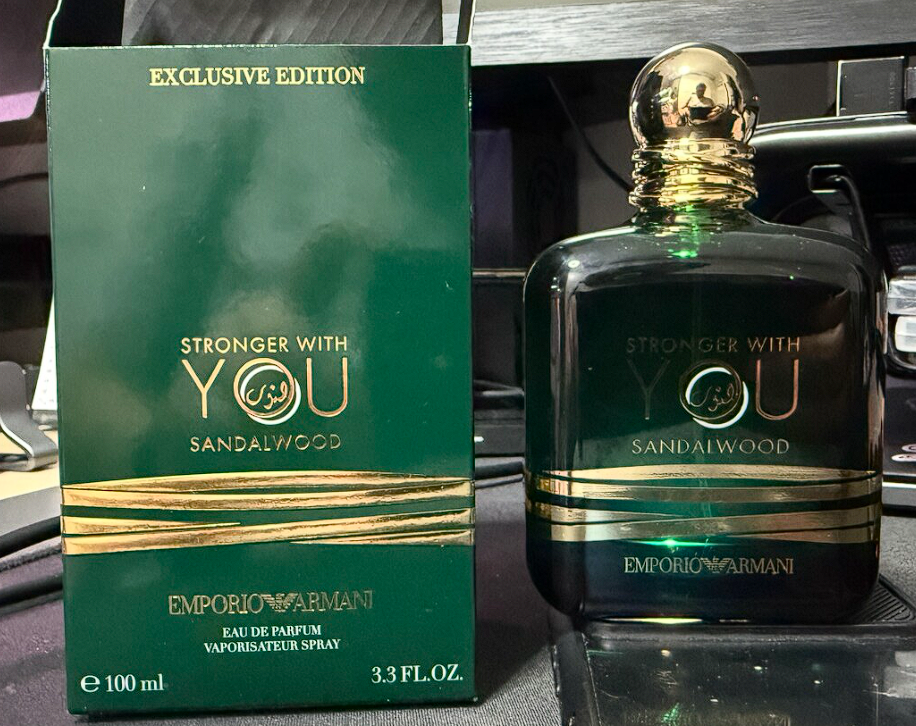 EXCLUSIVE EDITION
STRONGER WITH
YOU
SANDALWOOD
EMPORIO ARMANI
EAU DE PARFUM
VAPORISATEUR SPRAY
℮ 100 ml
3.3 FL.OZ.
STRONGER WITH
YOU
SANDALWOOD
EMPORIO ARMANI